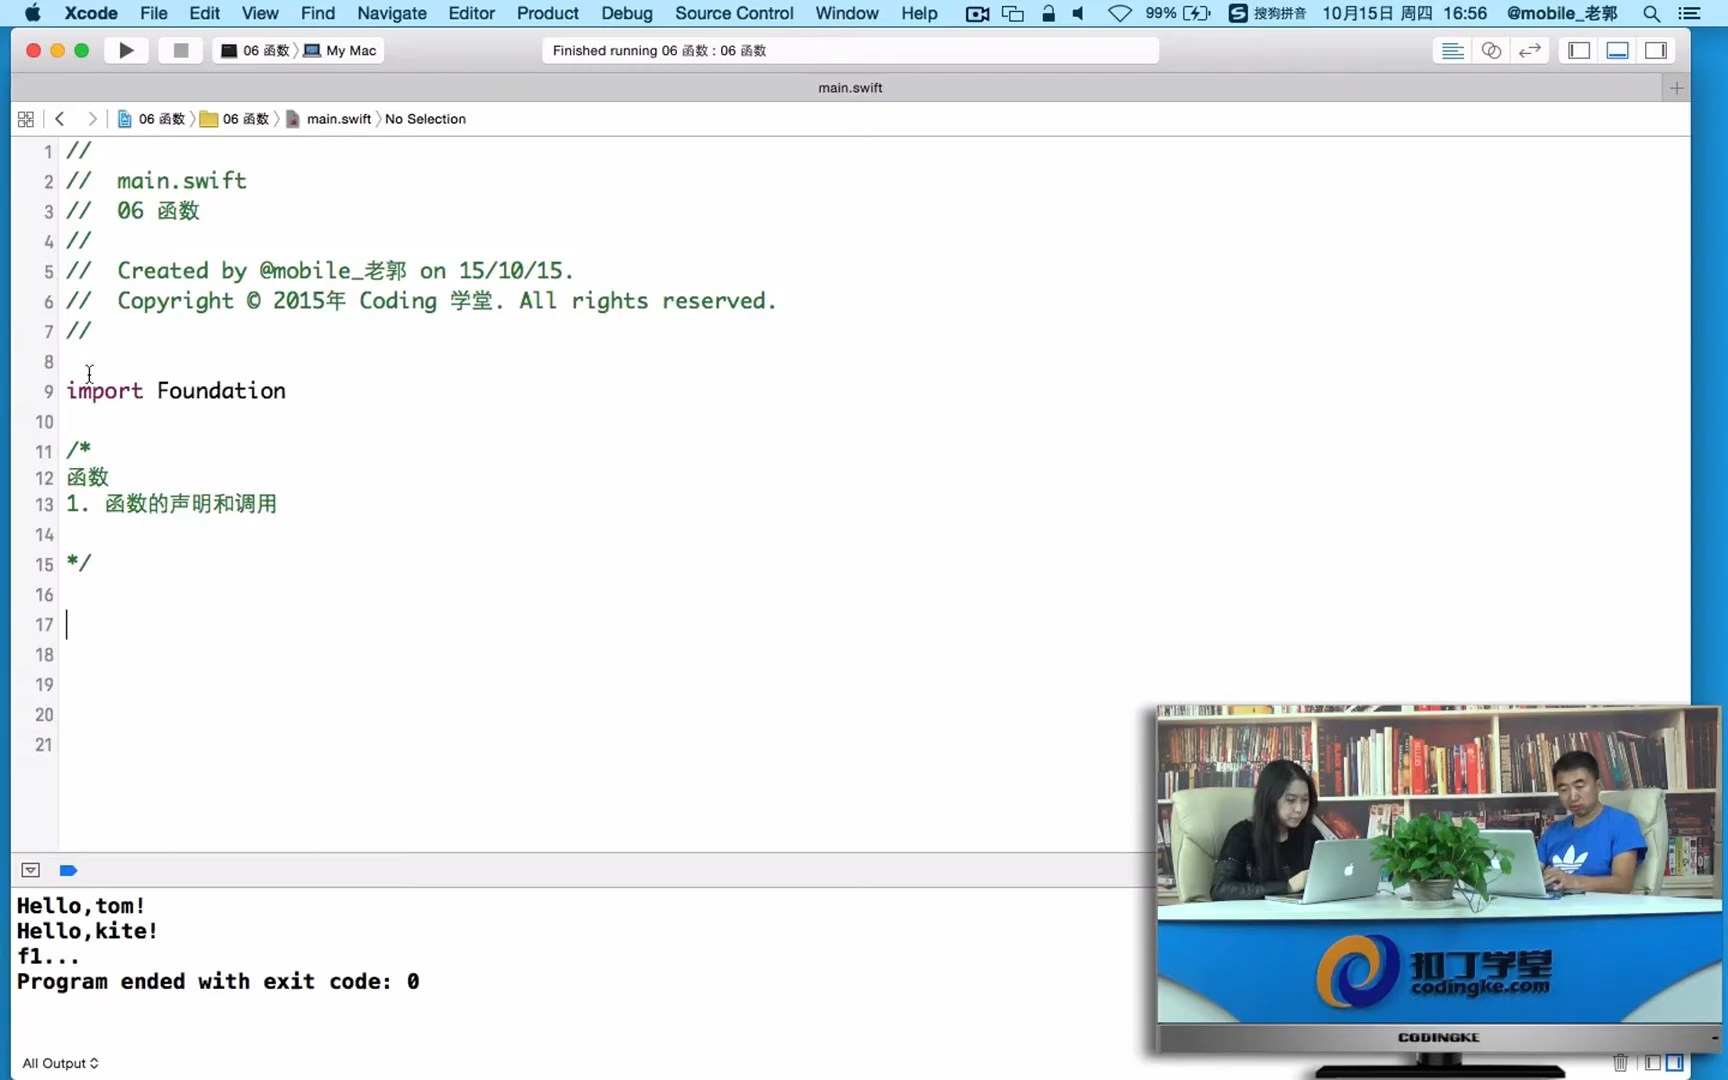 Xcode File Edit View Find Navigate Editor Product Debug Source Control Window Help 99% 搜狗拼音 10月15日 周四 16:56 @mobile_老郭
06 函数 My Mac Finished running 06 函数 : 06 函数
main.swift
06 函数 06 函数 main.swift No Selection
1 //
2 // main.swift
3 // 06 函数
4 //
5 // Created by @mobile_老郭 on 15/10/15.
6 // Copyright © 2015年 Coding 学堂. All rights reserved.
7 //
8
9 import Foundation
10
11 /*
12 函数
13 1. 函数的声明和调用
14
15 */
16
17
18
19
20
21
Hello,tom!
Hello,kite!
f1...
Program ended with exit code: 0
All Output
扣丁学堂
codingke.com
CODINGKE